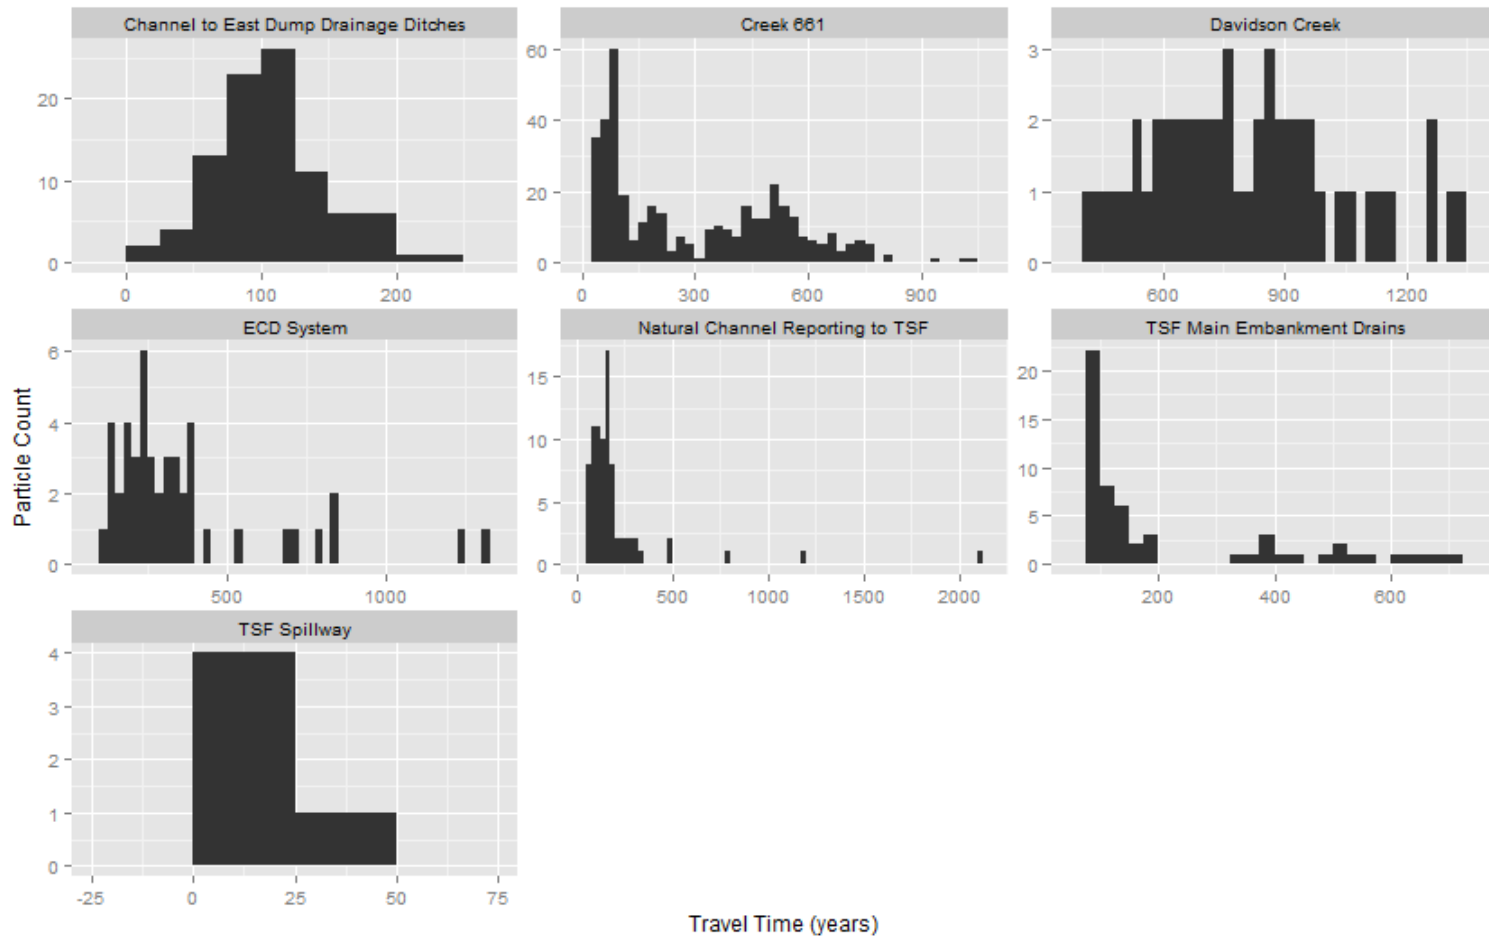 Channel to East Dump Drainage Ditches
Creek 661
Davidson Creek
20
10
0
0 100 200
60
40
20
0
0 300 600 900
3
2
1
0
600 900 1200
ECD System
Natural Channel Reporting to TSF
TSF Main Embankment Drains
Particle Count
6
4
2
0
500 1000
15
10
5
0
0 500 1000 1500 2000
20
15
10
5
0
200 400 600
TSF Spillway
4
3
2
1
0
-25 0 25 50 75
Travel Time (years)